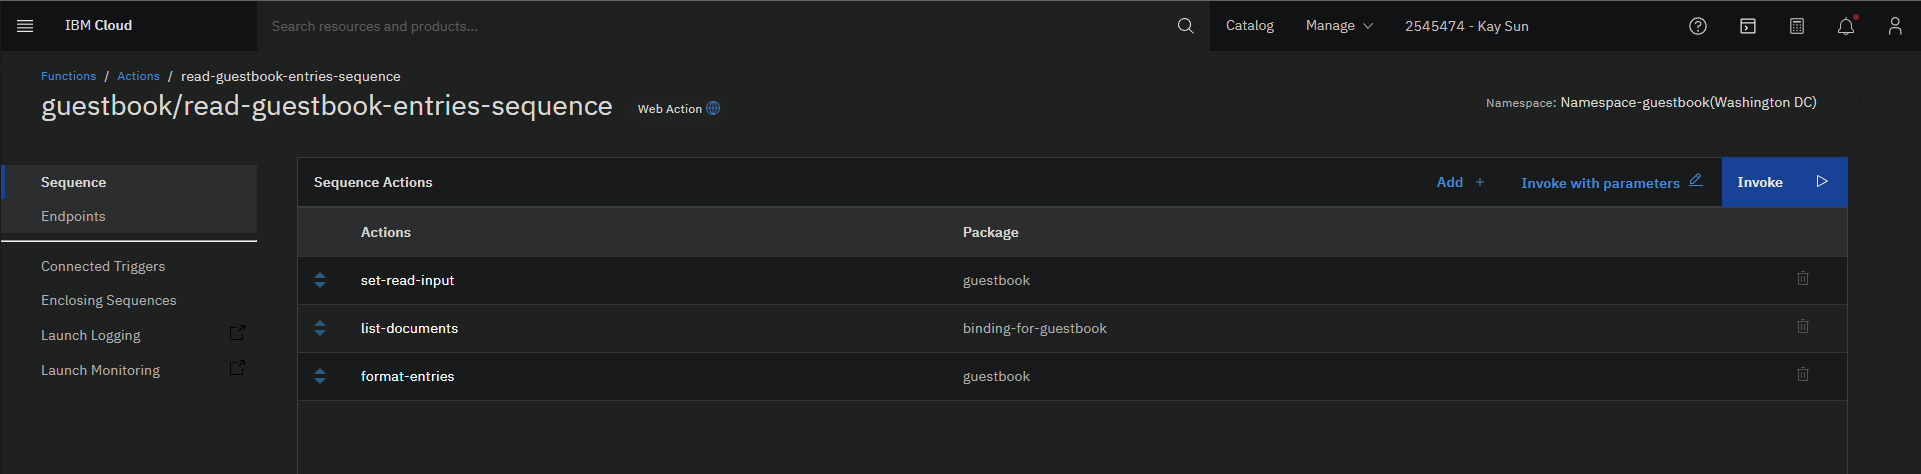 IBM Cloud Search resources and products... Catalog Manage 2545474 - Kay Sun
Functions / Actions / read-guestbook-entries-sequence
guestbook/read-guestbook-entries-sequence Web Action Namespace: Namespace-guestbook(Washington DC)
Sequence
Endpoints
Connected Triggers
Enclosing Sequences
Launch Logging
Launch Monitoring
Sequence Actions Add + Invoke with parameters Invoke
Actions Package
set-read-input guestbook
list-documents binding-for-guestbook
format-entries guestbook